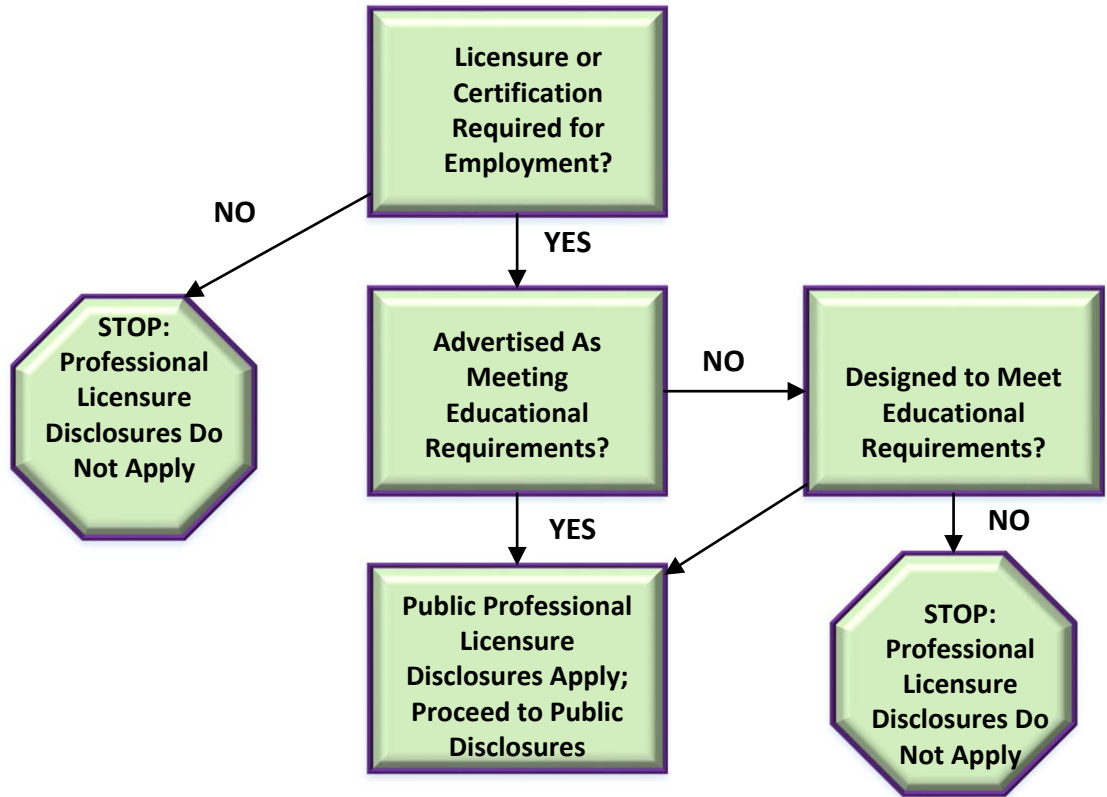 Licensure or
Certification
Required for
Employment?
NO
YES
STOP:
Professional
Licensure
Disclosures Do
Not Apply
Advertised As
Meeting
Educational
Requirements?
NO
Designed to Meet
Educational
Requirements?
YES
NO
Public Professional
Licensure
Disclosures Apply;
Proceed to Public
Disclosures
STOP:
Professional
Licensure
Disclosures Do
Not Apply